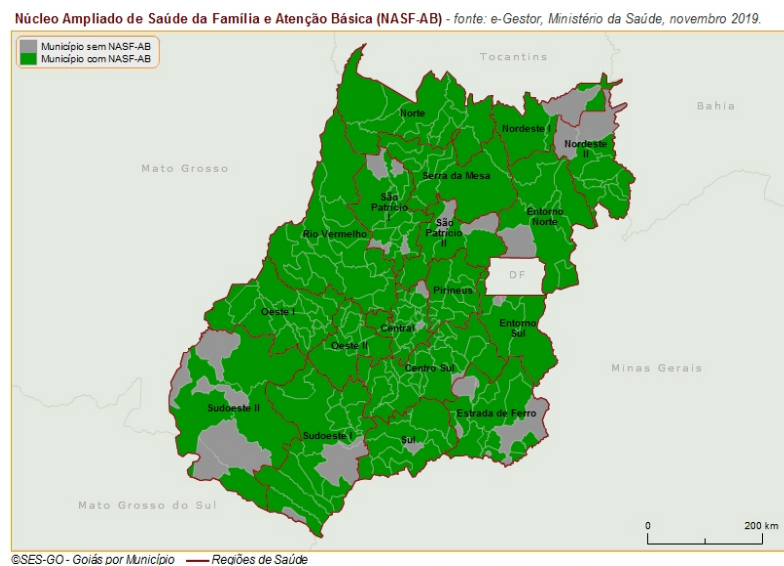 Núcleo Ampliado de Saúde da Família e Atenção Básica (NASF-AB) - fonte: e-Gestor, Ministério da Saúde, novembro 2019.
Município sem NASF-AB
Município com NASF-AB
Tocantins
Bahia
Norte
Nordeste I
Nordeste II
Mato Grosso
Serra da Mesa
São Patrício I
Entorno Norte
São Patrício II
Rio Vermelho
DF
Pirineus
Oeste I
Central
Entorno Sul
Oeste II
Centro Sul
Minas Gerais
Sudoeste II
Estrada de Ferro
Sudoeste I
Sul
Mato Grosso do Sul
0 200 km
©SES-GO - Goiás por Município Regiões de Saúde